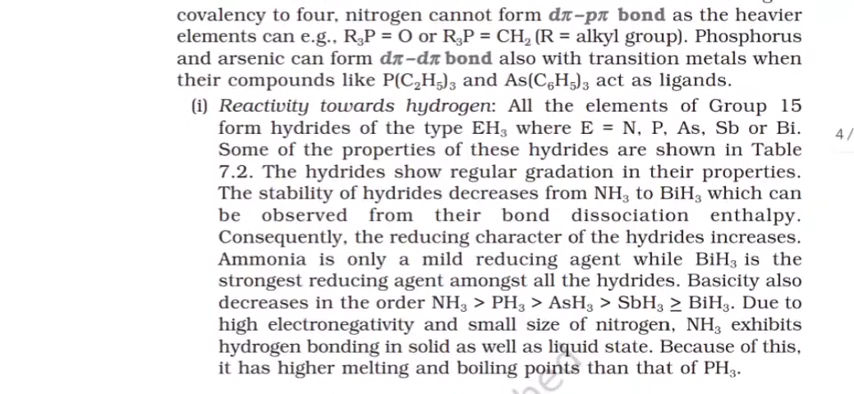 covalency to four, nitrogen cannot form dπ–pπ bond as the heavier
elements can e.g., R₃P = O or R₃P = CH₂ (R = alkyl group). Phosphorus
and arsenic can form dπ–dπ bond also with transition metals when
their compounds like P(C₂H₅)₃ and As(C₆H₅)₃ act as ligands.
(i) Reactivity towards hydrogen: All the elements of Group 15
form hydrides of the type EH₃ where E = N, P, As, Sb or Bi.
4/
Some of the properties of these hydrides are shown in Table
7.2. The hydrides show regular gradation in their properties.
The stability of hydrides decreases from NH₃ to BiH₃ which can
be observed from their bond dissociation enthalpy.
Consequently, the reducing character of the hydrides increases.
Ammonia is only a mild reducing agent while BiH₃ is the
strongest reducing agent amongst all the hydrides. Basicity also
decreases in the order NH₃ > PH₃ > AsH₃ > SbH₃ ≥ BiH₃. Due to
high electronegativity and small size of nitrogen, NH₃ exhibits
hydrogen bonding in solid as well as liquid state. Because of this,
it has higher melting and boiling points than that of PH₃.